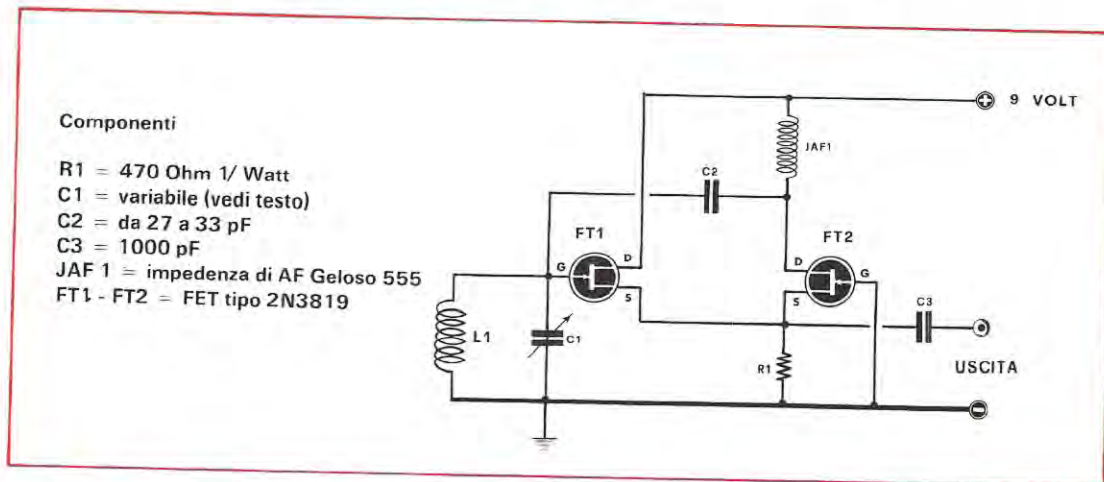 Componenti
R1 = 470 Ohm 1/ Watt
C1 = variabile (vedi testo)
C2 = da 27 a 33 pF
C3 = 1000 pF
JAF 1 = impedenza di AF Geloso 555
FT1 - FT2 = FET tipo 2N3819
9 VOLT
JAF1
C2
FT1
FT2
G
D
S
D
G
S
C3
L1
C1
R1
USCITA